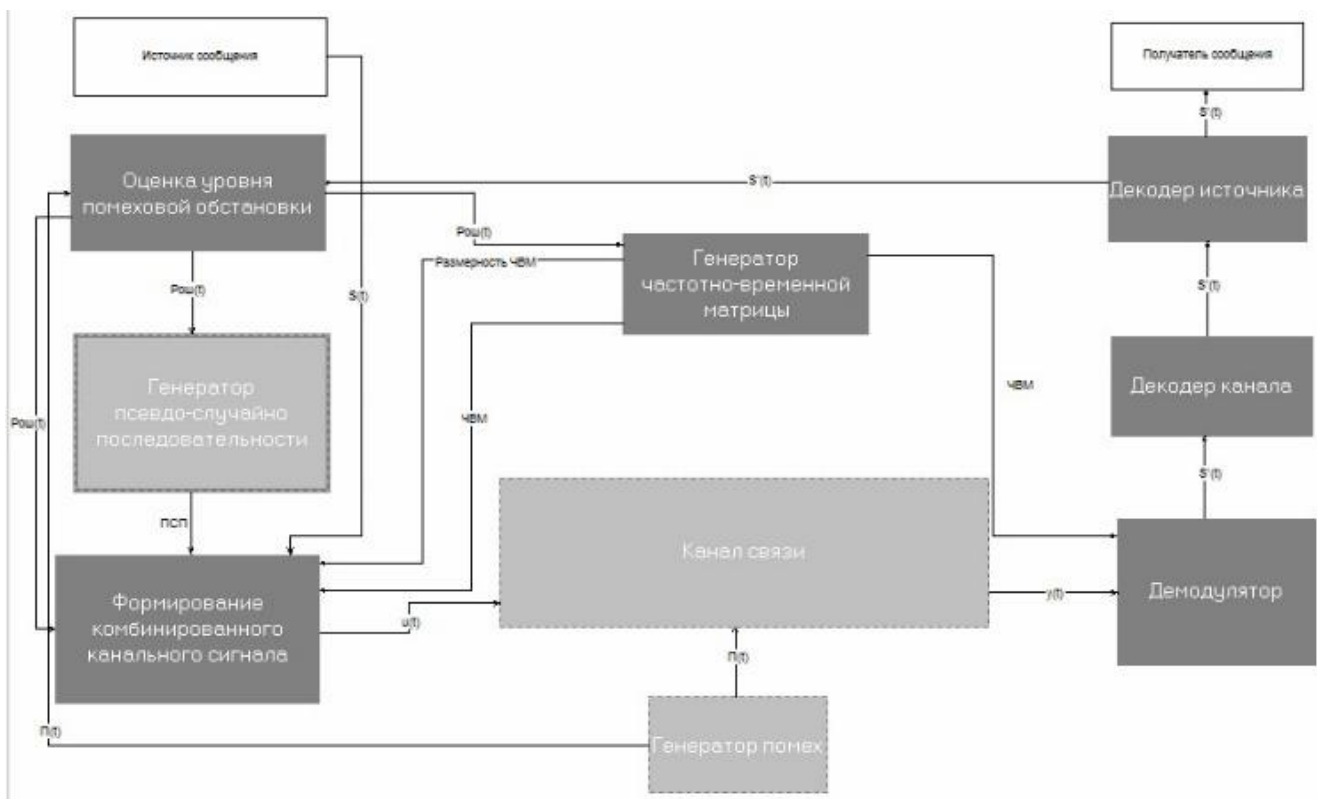 Источник сообщения
Получатель сообщения
S'(t)
Оценка уровня
помеховой обстановки
S'(t)
Декодер источника
Pош(t)
Размерность ЧВМ
Генератор
частотно-временной
матрицы
Pош(t)
S(t)
S'(t)
Генератор
псевдо-случайно
последовательности
Декодер канала
ЧВМ
Pош(t)
ЧВМ
S'(t)
ПСП
Канал связи
Формирование
комбинированного
канального сигнала
u(t)
y(t)
Демодулятор
П(t)
П(t)
Генератор помех